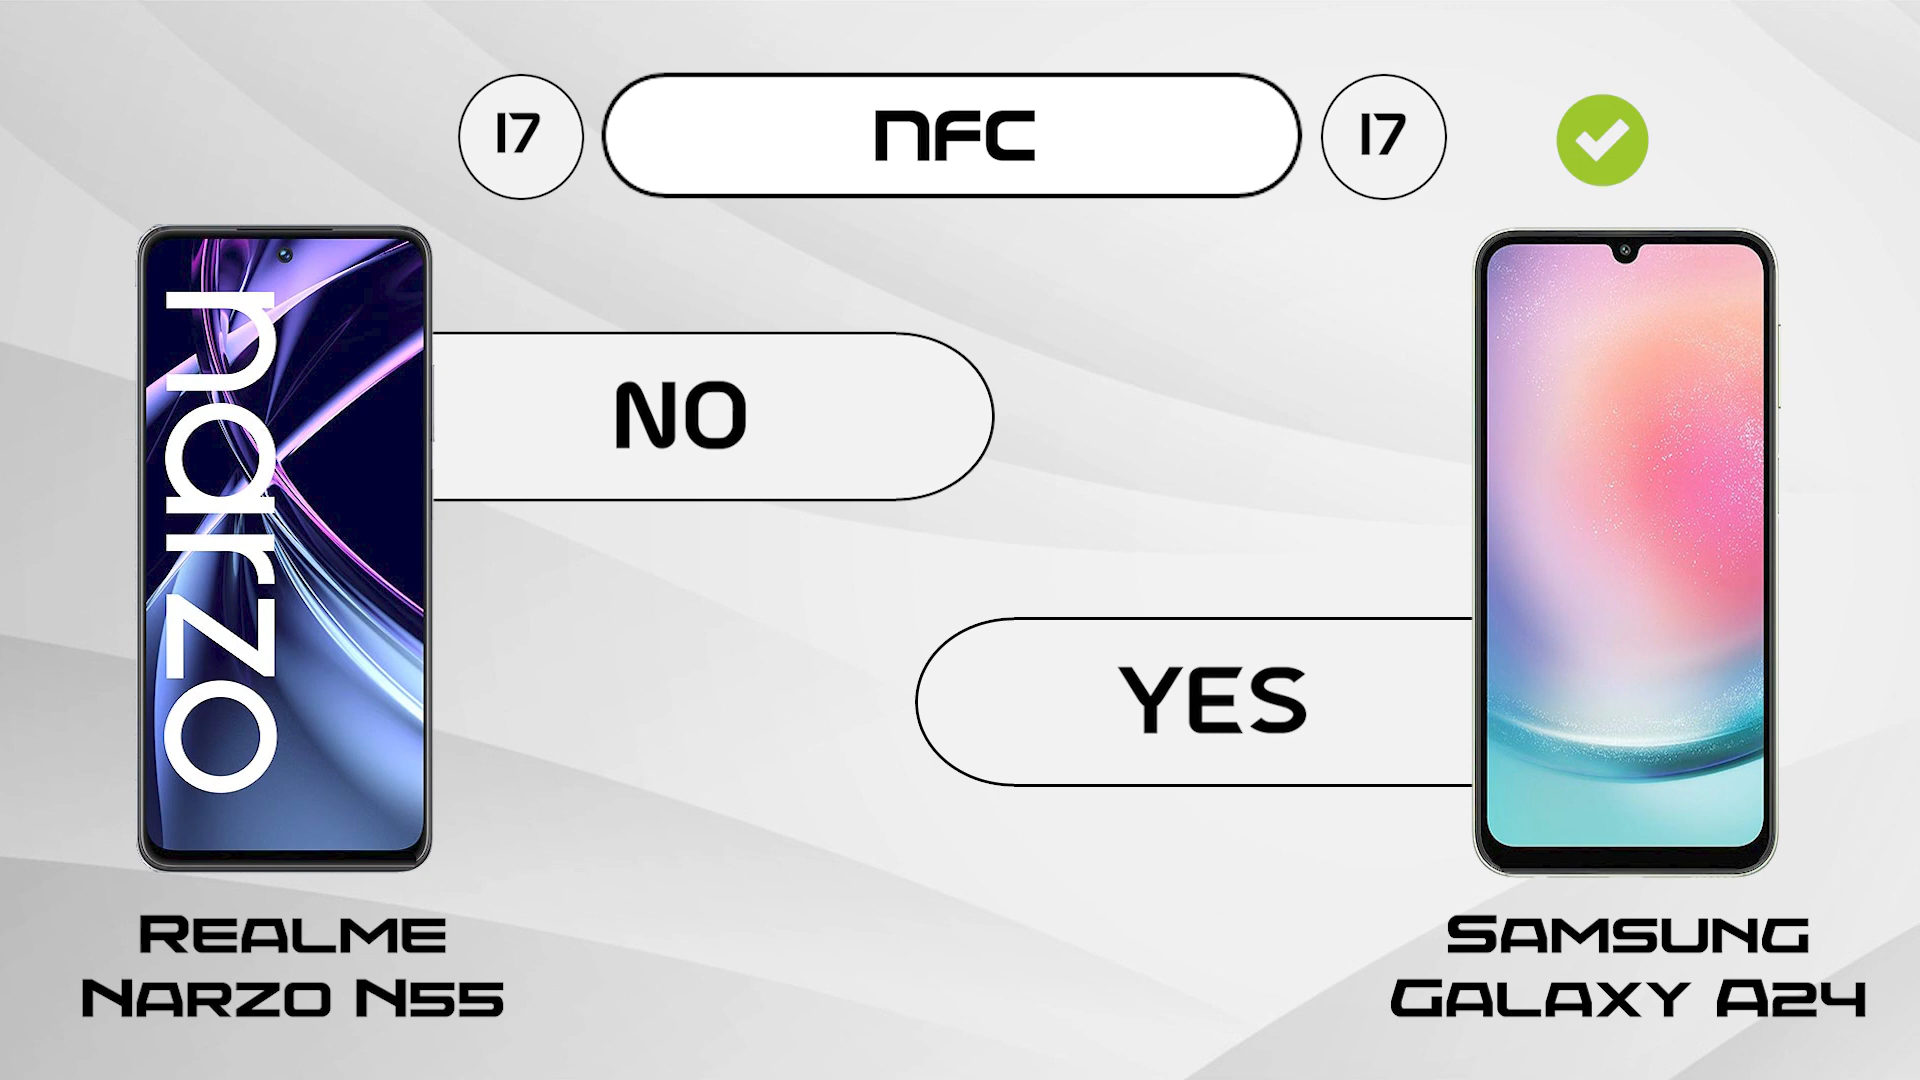 17
NFC
17
narzo
NO
YES
REALME
NARZO N55
SAMSUNG
GALAXY A24